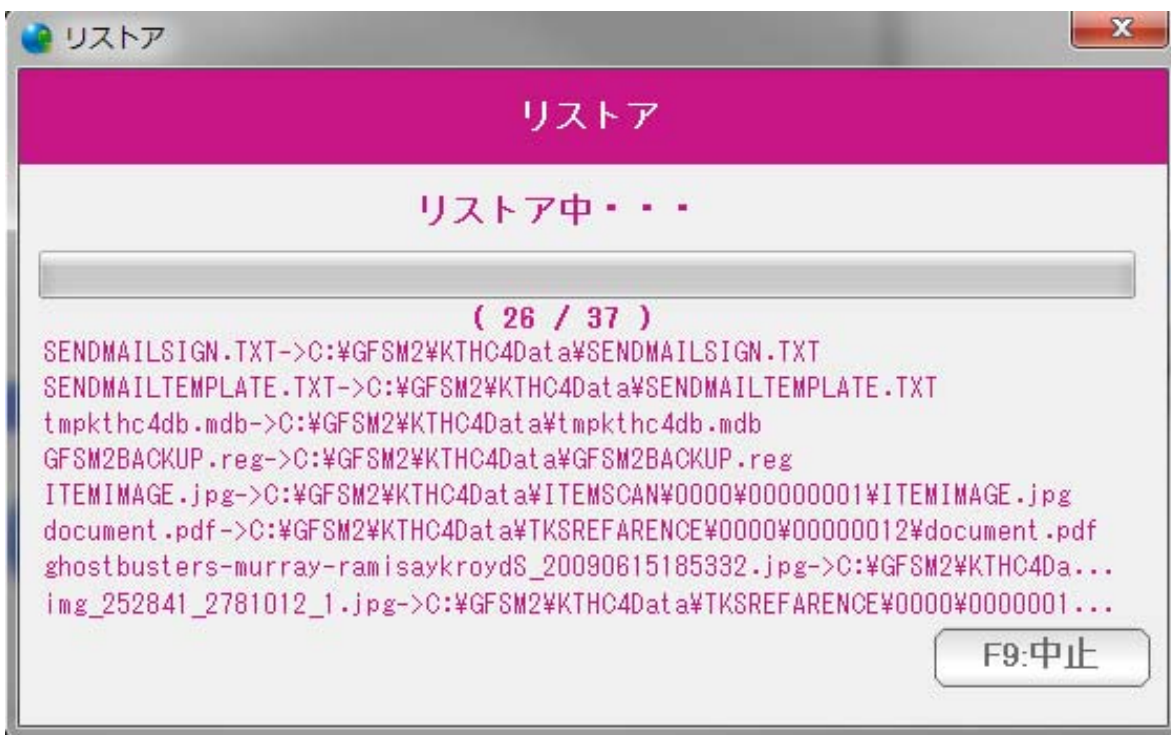 リストア
リストア
リストア中・・・
( 26 / 37 )
SENDMAILSIGN.TXT->C:¥GFSM2¥KTHC4Data¥SENDMAILSIGN.TXT
SENDMAILTEMPLATE.TXT->C:¥GFSM2¥KTHC4Data¥SENDMAILTEMPLATE.TXT
tmpkthc4db.mdb->C:¥GFSM2¥KTHC4Data¥tmpkthc4db.mdb
GFSM2BACKUP.reg->C:¥GFSM2¥KTHC4Data¥GFSM2BACKUP.reg
ITEMIMAGE.jpg->C:¥GFSM2¥KTHC4Data¥ITEMSCAN¥0000¥00000001¥ITEMIMAGE.jpg
document.pdf->C:¥GFSM2¥KTHC4Data¥TKSREFARENCE¥0000¥00000012¥document.pdf
ghostbusters-murray-ramisaykroydS_20090615185332.jpg->C:¥GFSM2¥KTHC4Da...
img_252841_2781012_1.jpg->C:¥GFSM2¥KTHC4Data¥TKSREFARENCE¥0000¥0000001...
F9:中止